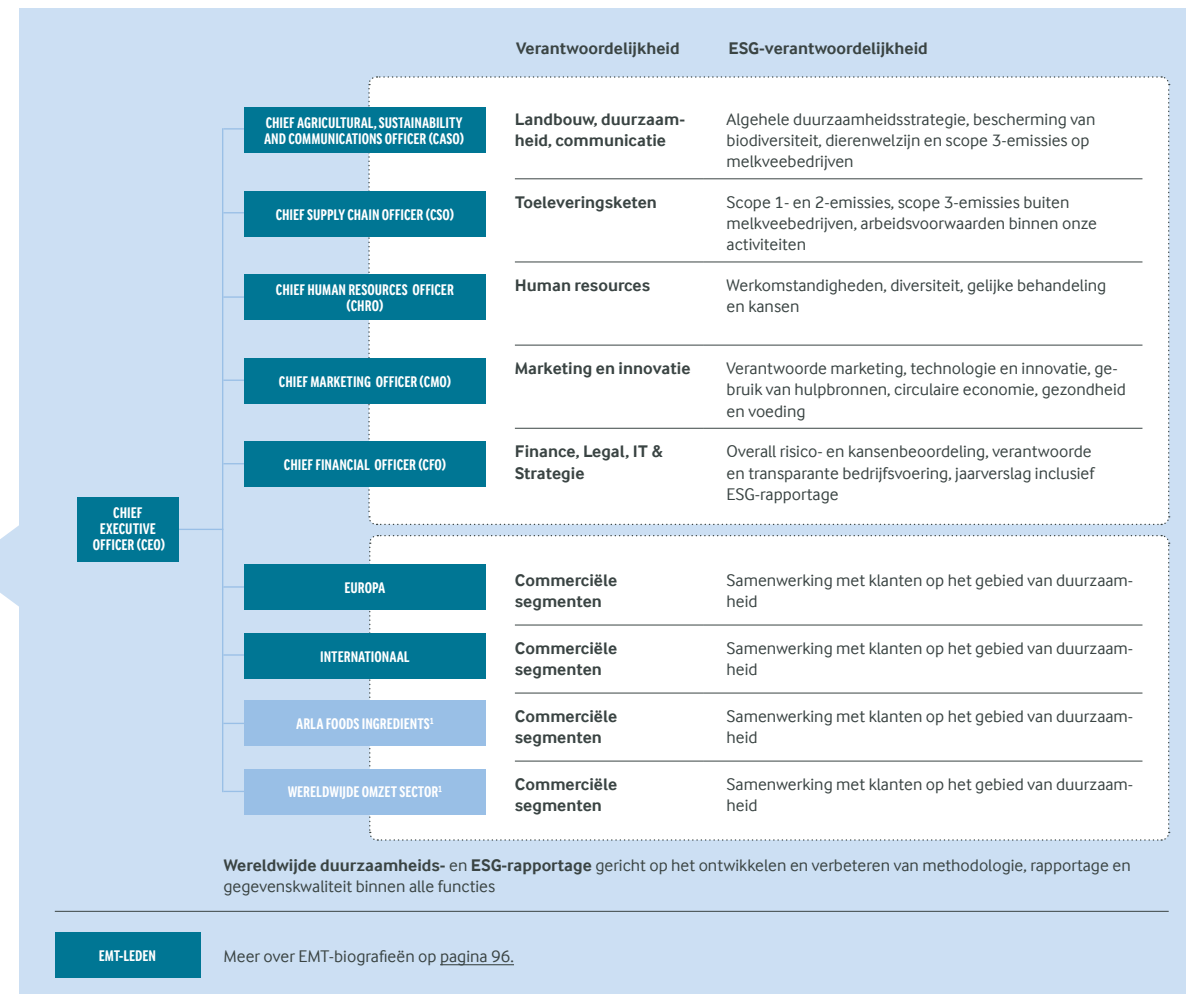 Verantwoordelijkheid ESG-verantwoordelijkheid
CHIEF AGRICULTURAL, SUSTAINABILITY
AND COMMUNICATIONS OFFICER (CASO)
Landbouw, duurzaam-
heid, communicatie
Algehele duurzaamheidsstrategie, bescherming van
biodiversiteit, dierenwelzijn en scope 3-emissies op
melkveebedrijven
CHIEF SUPPLY CHAIN OFFICER (CSO)
Toeleveringsketen
Scope 1- en 2-emissies, scope 3-emissies buiten
melkveebedrijven, arbeidsvoorwaarden binnen onze
activiteiten
CHIEF HUMAN RESOURCES OFFICER
(CHRO)
Human resources
Werkomstandigheden, diversiteit, gelijke behandeling
en kansen
CHIEF MARKETING OFFICER (CMO)
Marketing en innovatie
Verantwoorde marketing, technologie en innovatie, ge-
bruik van hulpbronnen, circulaire economie, gezondheid
en voeding
CHIEF FINANCIAL OFFICER (CFO)
Finance, Legal, IT &
Strategie
Overall risico- en kansenbeoordeling, verantwoorde
en transparante bedrijfsvoering, jaarverslag inclusief
ESG-rapportage
CHIEF
EXECUTIVE
OFFICER (CEO)
EUROPA
Commerciële
segmenten
Samenwerking met klanten op het gebied van duurzaam-
heid
INTERNATIONAAL
Commerciële
segmenten
Samenwerking met klanten op het gebied van duurzaam-
heid
ARLA FOODS INGREDIENTS¹
Commerciële
segmenten
Samenwerking met klanten op het gebied van duurzaam-
heid
WERELDWIJDE OMZET SECTOR¹
Commerciële
segmenten
Samenwerking met klanten op het gebied van duurzaam-
heid
Wereldwijde duurzaamheids- en ESG-rapportage gericht op het ontwikkelen en verbeteren van methodologie, rapportage en
gegevenskwaliteit binnen alle functies
EMT-LEDEN
Meer over EMT-biografieën op pagina 96.